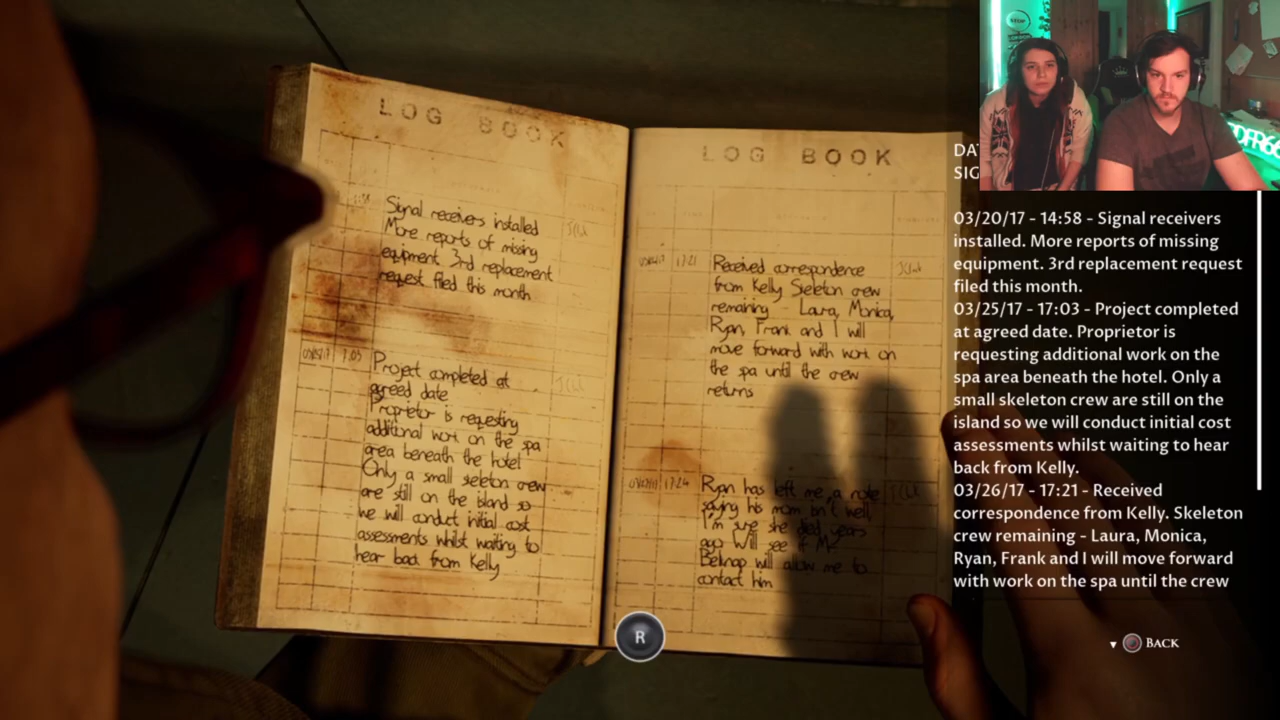 LOG BOOK
Signal receivers installed
More reports of missing
equipment 3rd replacement
request filed this month
Project completed at
agreed date
Proprietor is requesting
additional work on the spa
area beneath the hotel
Only a small skeleton crew
are still on the island so
we will conduct initial cost
assessments whilst waiting to
hear back from Kelly
LOG BOOK
17:21
Received correspondence
from Kelly Skeleton crew
remaining - Laura, Monica,
Ryan, Frank and I will
move forward with work on
the spa until the crew
returns
17:24
Ryan has left me a note
saying his mom isn't well,
I'm sure she died years
ago Will see if Mr
Belnap will allow me to
contact him
03/20/17 - 14:58 - Signal receivers
installed. More reports of missing
equipment. 3rd replacement request
filed this month.
03/25/17 - 17:03 - Project completed
at agreed date. Proprietor is
requesting additional work on the
spa area beneath the hotel. Only a
small skeleton crew are still on the
island so we will conduct initial cost
assessments whilst waiting to hear
back from Kelly.
03/26/17 - 17:21 - Received
correspondence from Kelly. Skeleton
crew remaining - Laura, Monica,
Ryan, Frank and I will move forward
with work on the spa until the crew
R
BACK